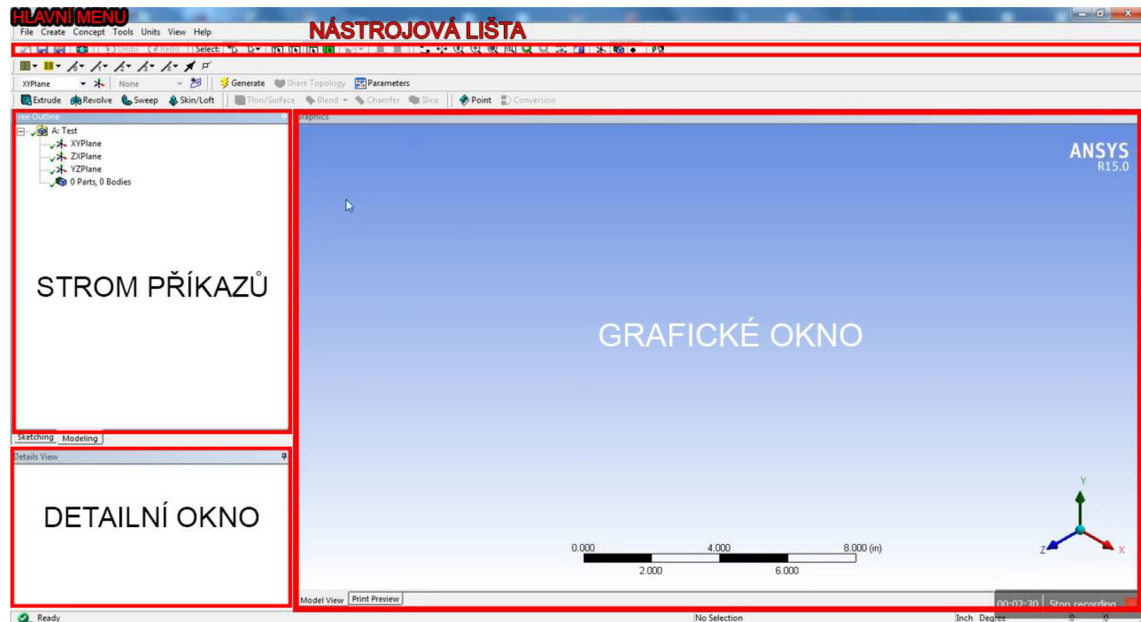 HLAVNÍ MENU
NÁSTROJOVÁ LIŠTA
File Create Concept Tools Units View Help
Undo Redo Select:
XYPlane None Generate Share Topology Parameters
Extrude Revolve Sweep Skin/Loft Thin/Surface Blend Chamfer Slice Point Conversion
Tree Outline
A: Test
XYPlane
ZXPlane
YZPlane
0 Parts, 0 Bodies
STROM PŘÍKAZŮ
Sketching Modeling
Details View
DETAILNÍ OKNO
Graphics
ANSYS
R15.0
GRAFICKÉ OKNO
Y
Z X
0.000 4.000 8.000 (in)
2.000 6.000
Model View Print Preview
00:02:30 Stop recording
Ready No Selection Inch Degree 0 0